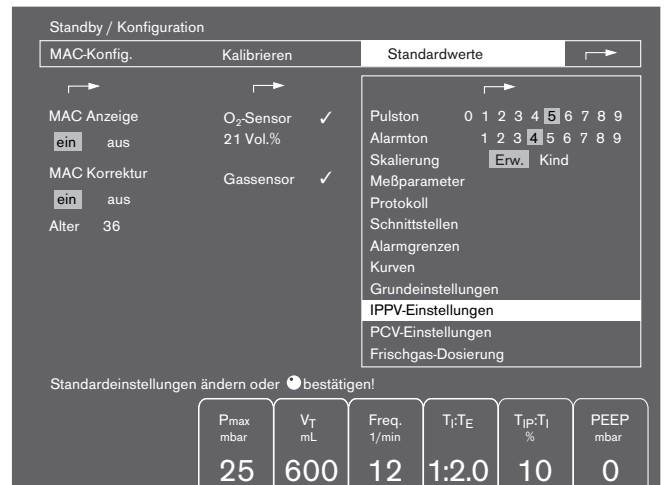 Standby / Konfiguration
MAC-Konfig. Kalibrieren Standardwerte
MAC Anzeige
ein aus
MAC Korrektur
ein aus
Alter 36
O₂-Sensor ✓
21 Vol.%
Gassensor ✓
Pulston 0 1 2 3 4 5 6 7 8 9
Alarmton 1 2 3 4 5 6 7 8 9
Skalierung Erw. Kind
Meßparameter
Protokoll
Schnittstellen
Alarmgrenzen
Kurven
Grundeinstellungen
IPPV-Einstellungen
PCV-Einstellungen
Frischgas-Dosierung
Standardeinstellungen ändern oder bestätigen!
Pmax VT Freq. TI:TE TIP:TI PEEP
mbar mL 1/min % mbar
25 600 12 1:2.0 10 0